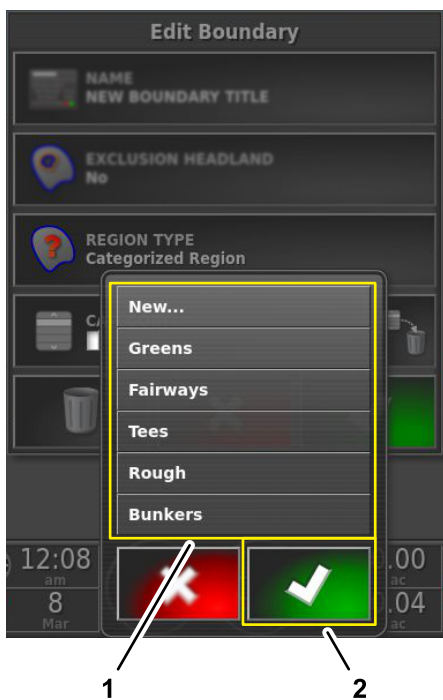 Edit Boundary
NAME
NEW BOUNDARY TITLE
EXCLUSION HEADLAND
No
REGION TYPE
Categorized Region
New...
Greens
Fairways
Tees
Rough
Bunkers
12:08
am
8
Mar
.00
ac
.04
ac
1
2